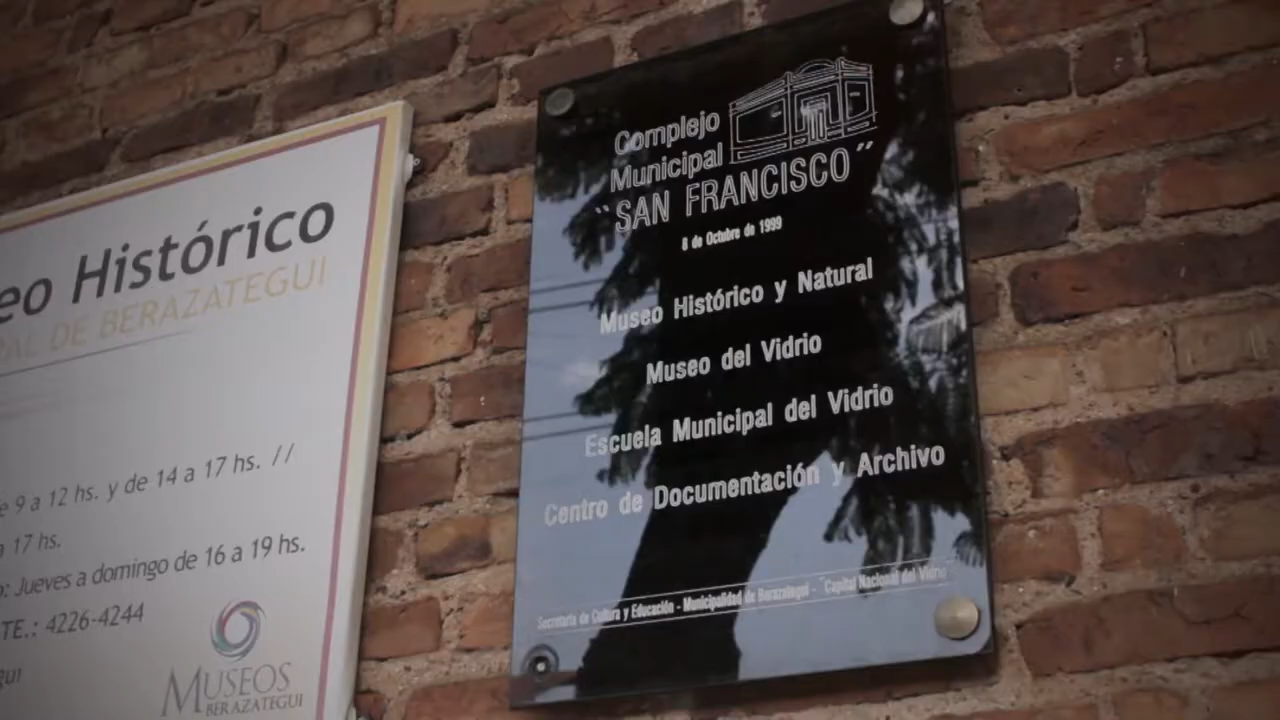 Histórico
DE BERAZATEGUI
9 a 12 hs. y de 14 a 17 hs. //
17 hs.
Jueves a domingo de 16 a 19 hs.
TE.: 4226-4244
MUSEOS
BERAZATEGUI
Complejo
Municipal
"SAN FRANCISCO"
8 de Octubre de 1999
Museo Histórico y Natural
Museo del Vidrio
Escuela Municipal del Vidrio
Centro de Documentación y Archivo
Secretaría de Cultura y Educación - Municipalidad de Berazategui - "Capital Nacional del Vidrio"